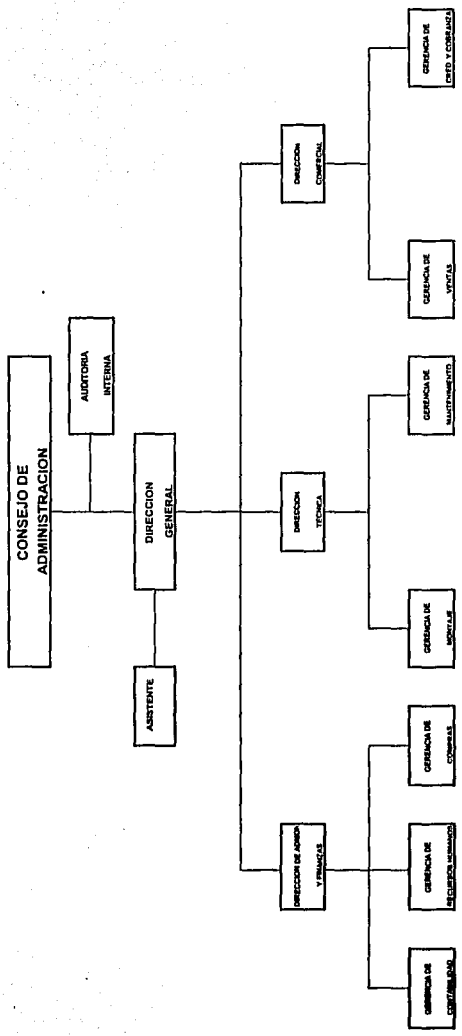 CONSEJO DE
ADMINISTRACION
AUDITORIA
INTERNA
DIRECCION
GENERAL
ASISTENTE
DIRECCION DE ADMON
Y FINANZAS
DIRECCION
TECNICA
DIRECCION
COMERCIAL
GERENCIA DE
CONTABILIDAD
GERENCIA DE
RECURSOS HUMANOS
GERENCIA DE
COMPRAS
GERENCIA DE
MONTAJE
GERENCIA DE
MANTENIMIENTO
GERENCIA DE
VENTAS
GERENCIA DE
CRED Y COBRANZA